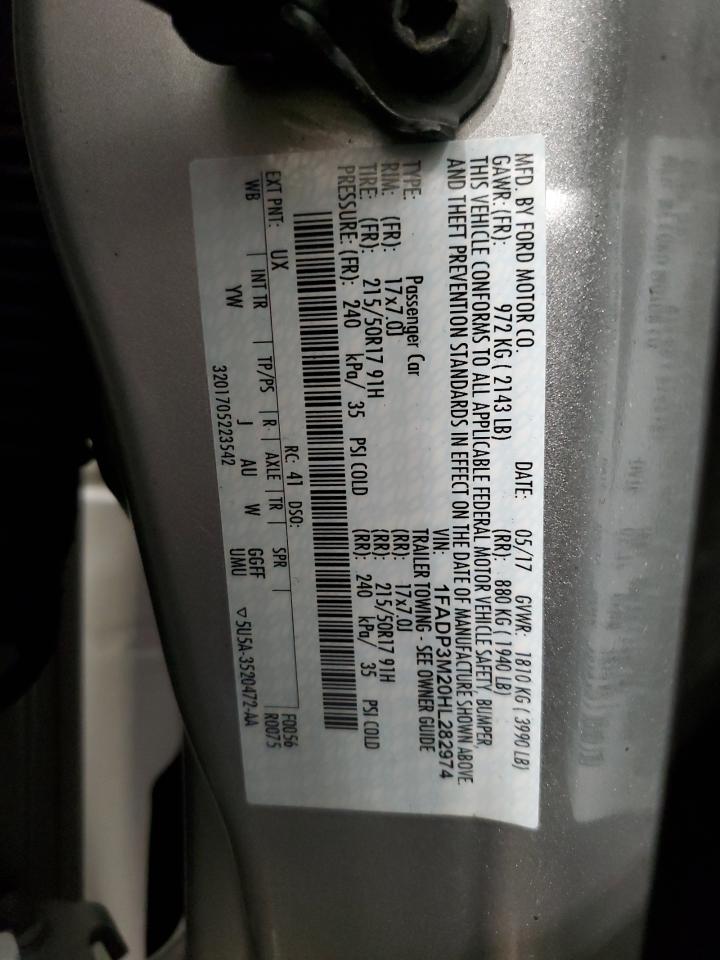 MFD. BY FORD MOTOR CO. DATE: 05/17 GVWR: 1810 KG ( 3990 LB)
GAWR: (FR): 972 KG ( 2143 LB) (RR): 880 KG ( 1940 LB)
THIS VEHICLE CONFORMS TO ALL APPLICABLE FEDERAL MOTOR VEHICLE SAFETY, BUMPER,
AND THEFT PREVENTION STANDARDS IN EFFECT ON THE DATE OF MANUFACTURE SHOWN ABOVE.
VIN: 1FADP3M20HL282974
TYPE: Passenger Car TRAILER TOWING - SEE OWNER GUIDE
RIM: (FR): 17x7.0J (RR): 17x7.0J
TIRE: (FR): 215/50R17 91H (RR): 215/50R17 91H
PRESSURE: (FR): 240 kPa/ 35 PSI COLD (RR): 240 kPa/ 35 PSI COLD
F0056
R0075
EXT PNT: UX RC: 41 DSO:
WB INT TR TP/PS R. AXLE TR SPR
YW J AU W GGFF UMU
3201705223542 ▽5U5A-3520472-AA